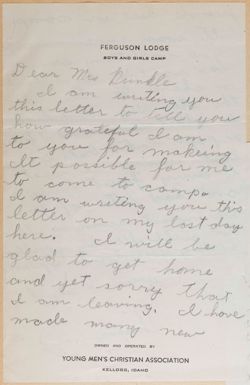 FERGUSON LODGE
BOYS AND GIRLS CAMP
Dear Mrs Runkle
I am writing you
this letter to tell you
how grateful I am
to you for makeing
it possible for me
to come to camp.
I am writing you this
letter on my last day
here. I will be
glad to get home
and yet sorry that
I am leaving. I have
made many new
OWNED AND OPERATED BY
YOUNG MEN'S CHRISTIAN ASSOCIATION
KELLOGG, IDAHO